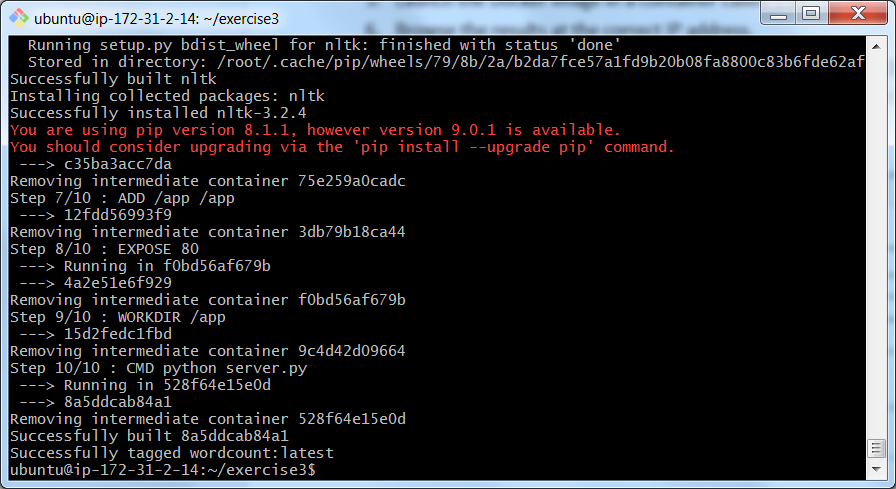 ubuntu@ip-172-31-2-14: ~/exercise3
Running setup.py bdist_wheel for nltk: finished with status 'done'
Stored in directory: /root/.cache/pip/wheels/79/8b/2a/b2da7fce57a1fd9b20b08fa8800c83b6fde62af
Successfully built nltk
Installing collected packages: nltk
Successfully installed nltk-3.2.4
You are using pip version 8.1.1, however version 9.0.1 is available.
You should consider upgrading via the 'pip install --upgrade pip' command.
---> c35ba3acc7da
Removing intermediate container 75e259a0cadc
Step 7/10 : ADD /app /app
---> 12fdd56993f9
Removing intermediate container 3db79b18ca44
Step 8/10 : EXPOSE 80
---> Running in f0bd56af679b
---> 4a2e51e6f929
Removing intermediate container f0bd56af679b
Step 9/10 : WORKDIR /app
---> 15d2fedc1fbd
Removing intermediate container 9c4d42d09664
Step 10/10 : CMD python server.py
---> Running in 528f64e15e0d
---> 8a5ddcab84a1
Removing intermediate container 528f64e15e0d
Successfully built 8a5ddcab84a1
Successfully tagged wordcount:latest
ubuntu@ip-172-31-2-14:~/exercise3$